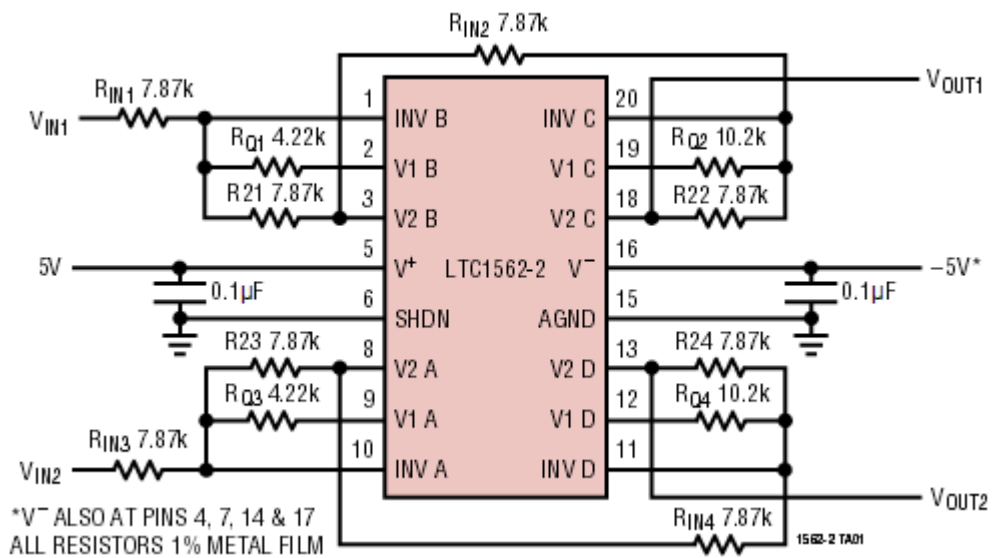 RIN2 7.87k
RIN1 7.87k
VIN1
1
INV B
INV C
20
VOUT1
RQ1 4.22k
2
V1 B
V1 C
19
RQ2 10.2k
R21 7.87k
3
V2 B
V2 C
18
R22 7.87k
5V
5
V+
LTC1562-2
V–
16
–5V*
0.1µF
6
SHDN
AGND
15
0.1µF
R23 7.87k
8
V2 A
V2 D
13
R24 7.87k
RQ3 4.22k
9
V1 A
V1 D
12
RQ4 10.2k
RIN3 7.87k
VIN2
10
INV A
INV D
11
VOUT2
RIN4 7.87k
1562-2 TA01
*V– ALSO AT PINS 4, 7, 14 & 17
ALL RESISTORS 1% METAL FILM